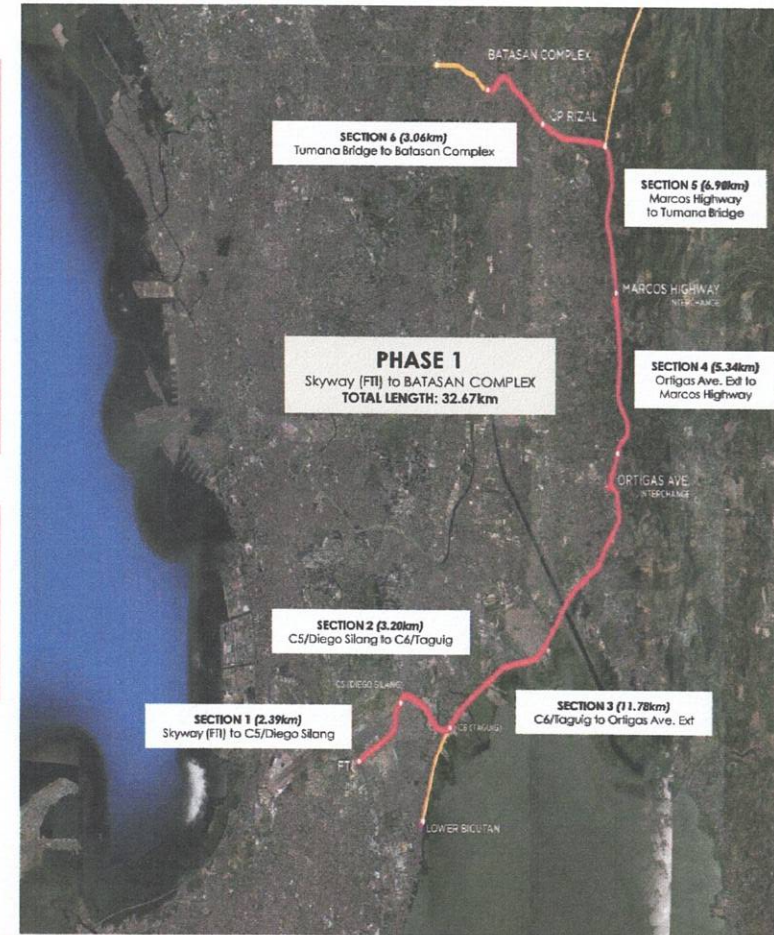 BATASAN COMPLEX
RIZAL
SECTION 6 (3.06km)
Tumana Bridge to Batasan Complex
SECTION 5 (6.90km)
Marcos Highway
to Tumana Bridge
MARCOS HIGHWAY
INTERCHANGE
PHASE 1
Skyway (FTI) to BATASAN COMPLEX
TOTAL LENGTH: 32.67km
SECTION 4 (5.34km)
Ortigas Ave. Ext to
Marcos Highway
ORTIGAS AVE.
INTERCHANGE
SECTION 2 (3.20km)
C5/Diego Silang to C6/Taguig
C5 (DIEGO SILANG)
SECTION 3 (11.78km)
C6/Taguig to Ortigas Ave. Ext
SECTION 1 (2.39km)
Skyway (FTI) to C5/Diego Silang
C6 (TAGUIG)
FTI
LOWER BICUTAN